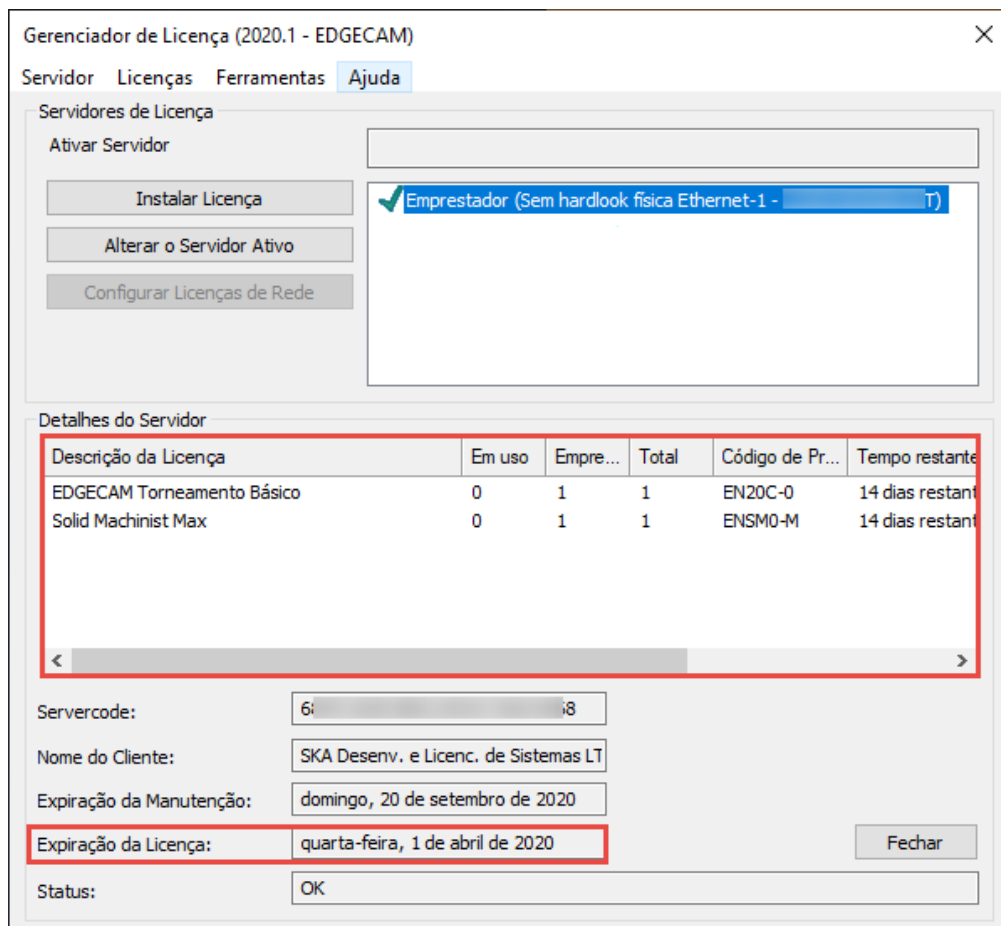 Gerenciador de Licença (2020.1 - EDGECAM)
Servidor Licenças Ferramentas Ajuda
Servidores de Licença
Ativar Servidor
Instalar Licença
Emprestador (Sem hardlook física Ethernet-1 - T)
Alterar o Servidor Ativo
Configurar Licenças de Rede
Detalhes do Servidor
Descrição da Licença Em uso Empre... Total Código de Pr... Tempo restante
EDGECAM Torneamento Básico 0 1 1 EN20C-0 14 dias restant
Solid Machinist Max 0 1 1 ENSM0-M 14 dias restant
Servercode:
Nome do Cliente: SKA Desenv. e Licenc. de Sistemas LT
Expiração da Manutenção: domingo, 20 de setembro de 2020
Expiração da Licença: quarta-feira, 1 de abril de 2020 Fechar
Status: OK